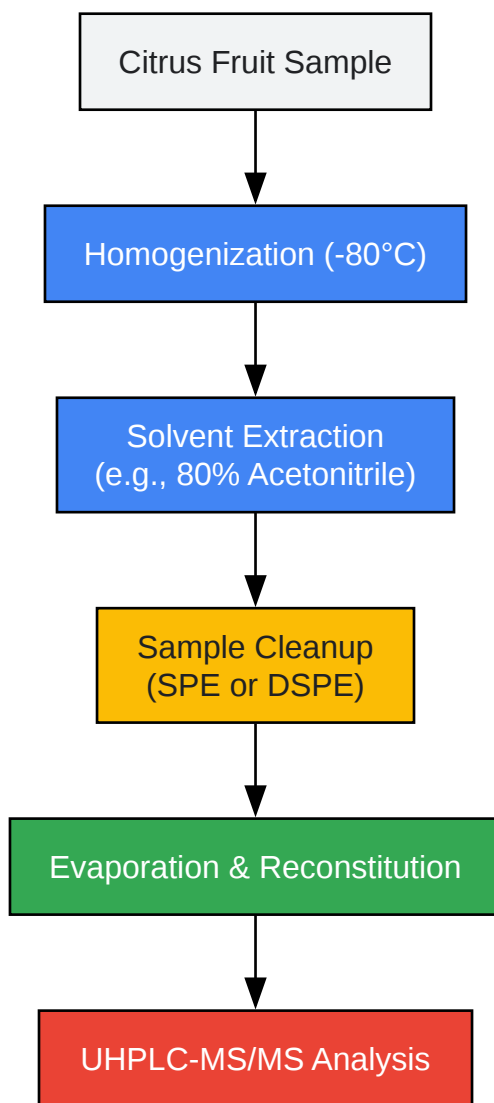 Citrus Fruit Sample
Homogenization (-80°C)
Solvent Extraction
(e.g., 80% Acetonitrile)
Sample Cleanup
(SPE or DSPE)
Evaporation & Reconstitution
UHPLC-MS/MS Analysis